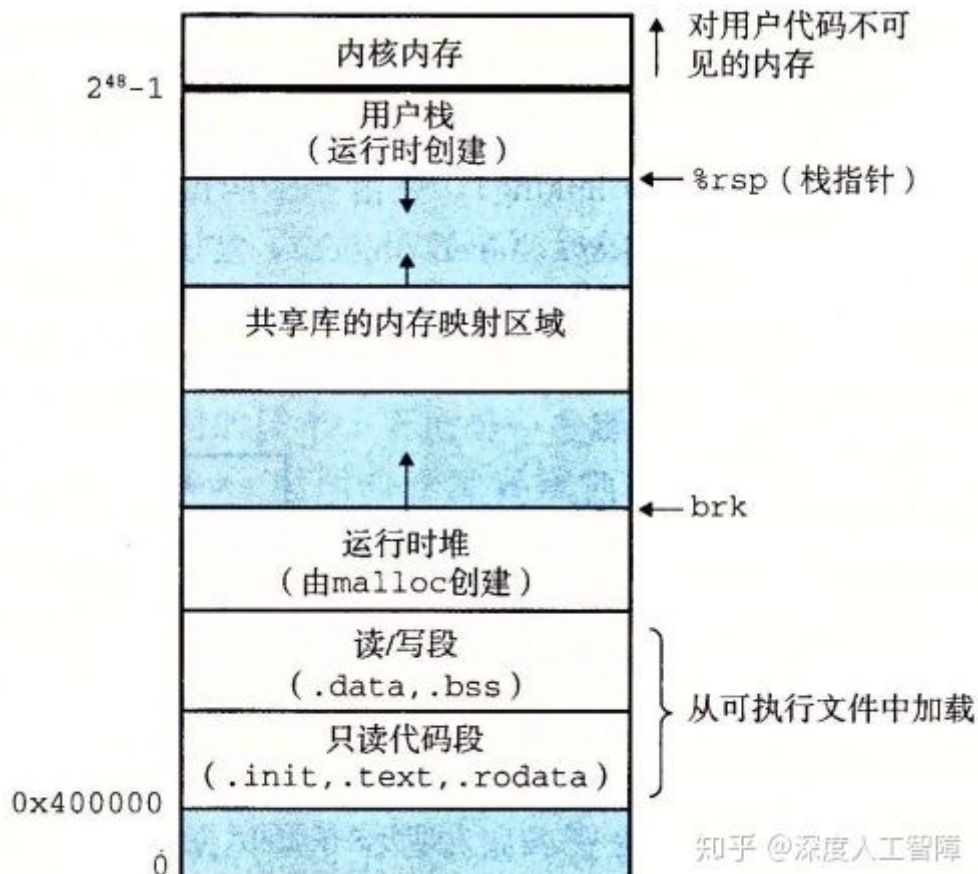 内核内存
对用户代码不可
见的内存
2⁴⁸-1
用户栈
（运行时创建）
%rsp（栈指针）
共享库的内存映射区域
brk
运行时堆
（由malloc创建）
读/写段
（.data,.bss）
从可执行文件中加载
只读代码段
（.init,.text,.rodata）
0x400000
0
知乎 @深度人工智障